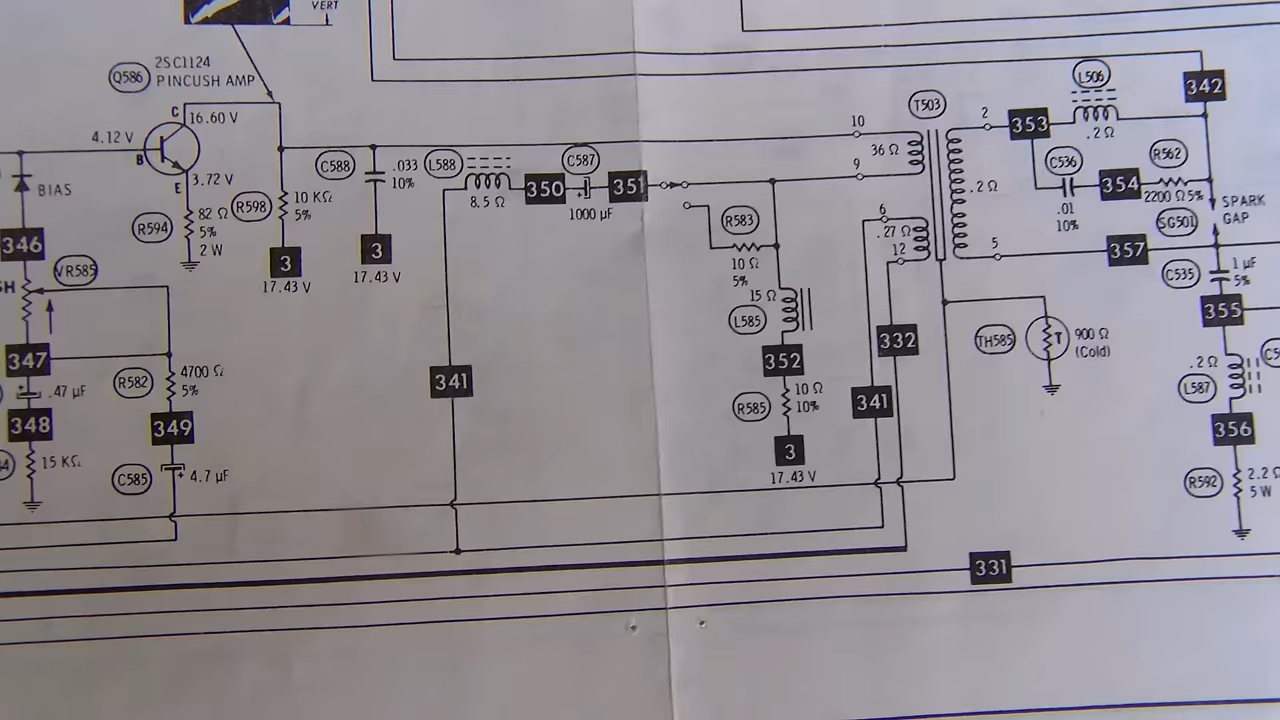 VERT
2SC1124
Q586
PINCUSH AMP
C
16.60 V
4.12 V
B
E
3.72 V
BIAS
R594
82 Ω
5%
2 W
R598
10 KΩ
5%
3
17.43 V
C588
.033
10%
3
17.43 V
L588
8.5 Ω
350
C587
+
1000 µF
351
346
VR585
SH
347
+
.47 µF
348
15 KΩ
R582
4700 Ω
5%
349
C585
+
4.7 µF
341
R583
10 Ω
5%
15 Ω
L585
352
R585
10 Ω
10%
3
17.43 V
T503
10
36 Ω
9
6
.27 Ω
12
2
.2 Ω
5
332
341
353
L506
.2 Ω
342
C536
.01
10%
354
R562
2200 Ω 5%
SPARK
GAP
SG501
357
C535
1 µF
5%
355
TH585
T
900 Ω
(Cold)
.2 Ω
L587
356
R592
2.2 Ω
5 W
331